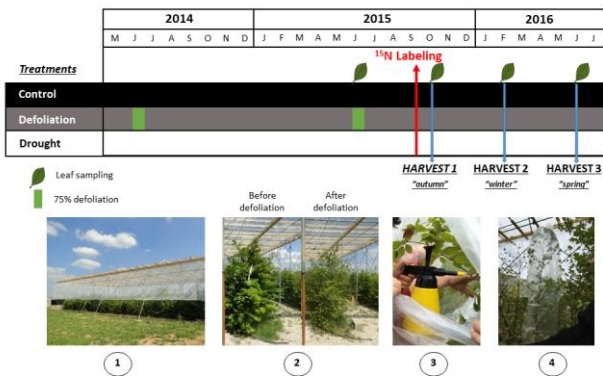 2014 2015 2016
M J J A S O N D J F M A M J J A S O N D J F M A M J J
Treatments
15N Labeling
Control
Defoliation
Drought
HARVEST 1 HARVEST 2 HARVEST 3
"autumn" "winter" "spring"
Leaf sampling
75% defoliation
Before defoliation
After defoliation
1 2 3 4